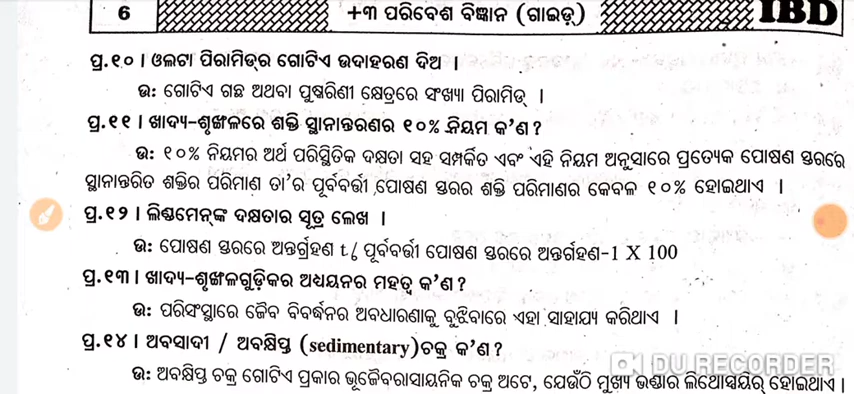 6 +୩ ପରିବେଶ ବିଜ୍ଞାନ (ଗାଇଡ଼୍) IBD
ପ୍ର.୧୦ । ଓଲଟା ପିରାମିଡ୍‌ର ଗୋଟିଏ ଉଦାହରଣ ଦିଅ ।
ଉ: ଗୋଟିଏ ଗଛ ଅଥବା ପୁଷ୍କରିଣୀ କ୍ଷେତ୍ରରେ ସଂଖ୍ୟା ପିରାମିଡ୍ ।
ପ୍ର.୧୧ । ଖାଦ୍ୟ-ଶୃଙ୍ଖଳରେ ଶକ୍ତି ସ୍ଥାନାନ୍ତରଣର ୧୦% ନିୟମ କ'ଣ ?
ଉ: ୧୦% ନିୟମର ଅର୍ଥ ପରିସ୍ଥିତିକ ଦକ୍ଷତା ସହ ସମ୍ପର୍କିତ ଏବଂ ଏହି ନିୟମ ଅନୁସାରେ ପ୍ରତ୍ୟେକ ପୋଷଣ ସ୍ତରରେ
ସ୍ଥାନାନ୍ତରିତ ଶକ୍ତିର ପରିମାଣ ତା'ର ପୂର୍ବବର୍ତ୍ତୀ ପୋଷଣ ସ୍ତରର ଶକ୍ତି ପରିମାଣର କେବଳ ୧୦% ହୋଇଥାଏ ।
ପ୍ର.୧୨ । ଲିଣ୍ଡମେନ୍‌ଙ୍କ ଦକ୍ଷତାର ସୂତ୍ର ଲେଖ ।
ଉ: ପୋଷଣ ସ୍ତରରେ ଅନ୍ତର୍ଗ୍ରହଣ t/ ପୂର୍ବବର୍ତ୍ତୀ ପୋଷଣ ସ୍ତରରେ ଅନ୍ତର୍ଗହଣ-1 X 100
ପ୍ର.୧୩ । ଖାଦ୍ୟ-ଶୃଙ୍ଖଳଗୁଡ଼ିକର ଅଧ୍ୟୟନର ମହତ୍ତ୍ୱ କ'ଣ ?
ଉ: ପରିସଂସ୍ଥାରେ ଜୈବ ବିବର୍ଦ୍ଧନର ଅବଧାରଣାକୁ ବୁଝିବାରେ ଏହା ସାହାଯ୍ୟ କରିଥାଏ ।
ପ୍ର.୧୪ । ଅବସାଦୀ / ଅବକ୍ଷିପ୍ତ (sedimentary) ଚକ୍ର କ'ଣ ?
DU RECORDER
ଉ: ଅବକ୍ଷିପ୍ତ ଚକ୍ର ଗୋଟିଏ ପ୍ରକାର ଭୂଜୈବରାସାୟନିକ ଚକ୍ର ଅଟେ, ଯେଉଁଠି ମୁଖ୍ୟ ଭଣ୍ଡାର ଲିଥୋସ୍ଫିୟର୍ ହୋଇଥାଏ ।